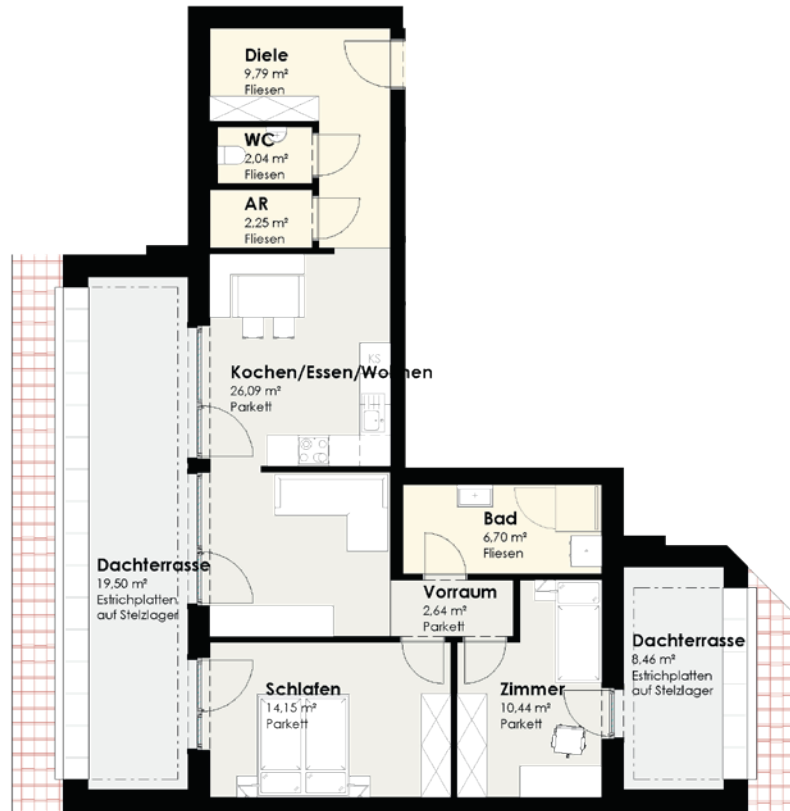 Diele
9,79 m²
Fliesen
WC
2,04 m²
Fliesen
AR
2,25 m²
Fliesen
KS
Kochen/Essen/Wohnen
26,09 m²
Parkett
Bad
6,70 m²
Fliesen
Dachterrasse
19,50 m²
Estrichplatten
auf Stelzlager
Vorraum
2,64 m²
Parkett
Dachterrasse
8,46 m²
Estrichplatten
auf Stelzlager
Schlafen
14,15 m²
Parkett
Zimmer
10,44 m²
Parkett